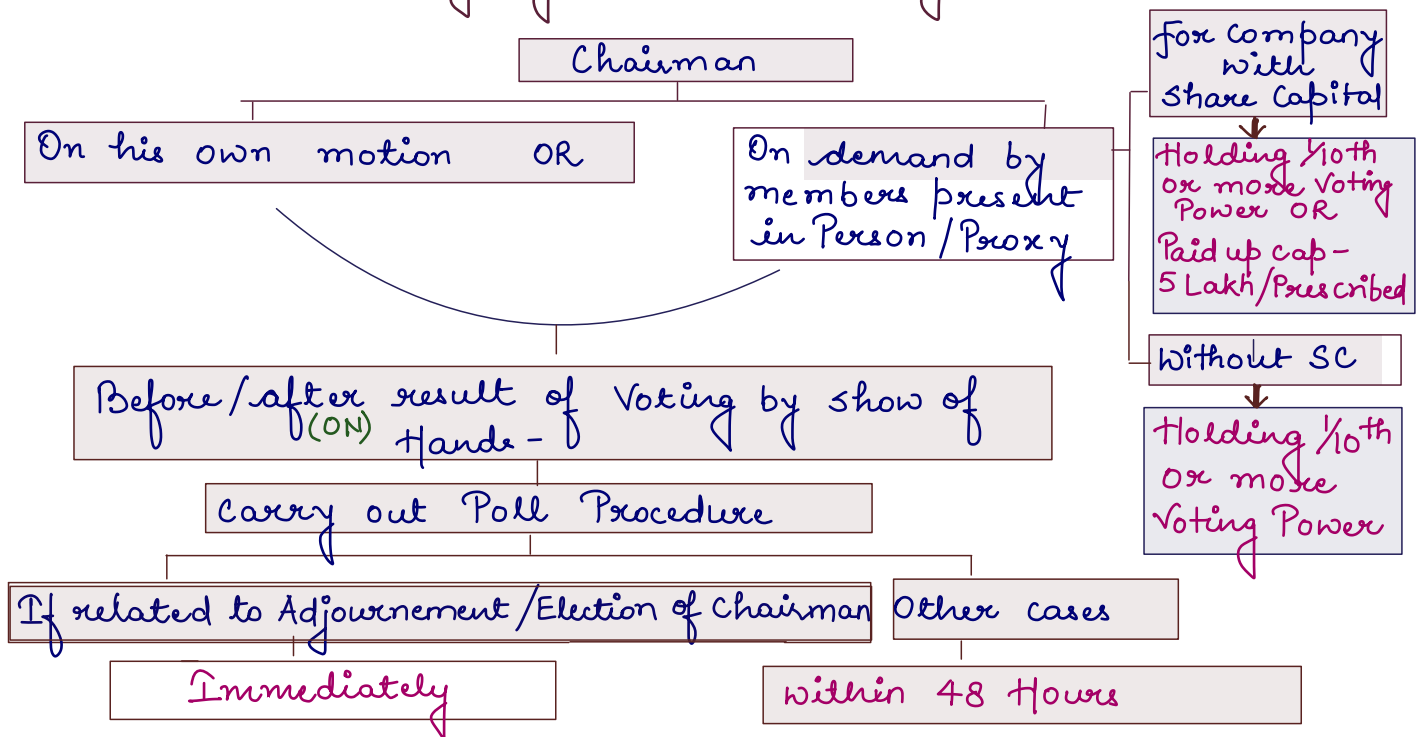 Chairman
On his own motion OR
On demand by
members present
in Person/Proxy
For Company
with
Share Capital
Holding 1/10th
or more Voting
Power OR
Paid up cap-
5 Lakh/Prescribed
Without SC
Holding 1/10th
or more
Voting Power
Before/after result of Voting by show of
(ON) Hands-
Carry out Poll Procedure
If related to Adjournement/Election of Chairman
Immediately
Other cases
Within 48 Hours